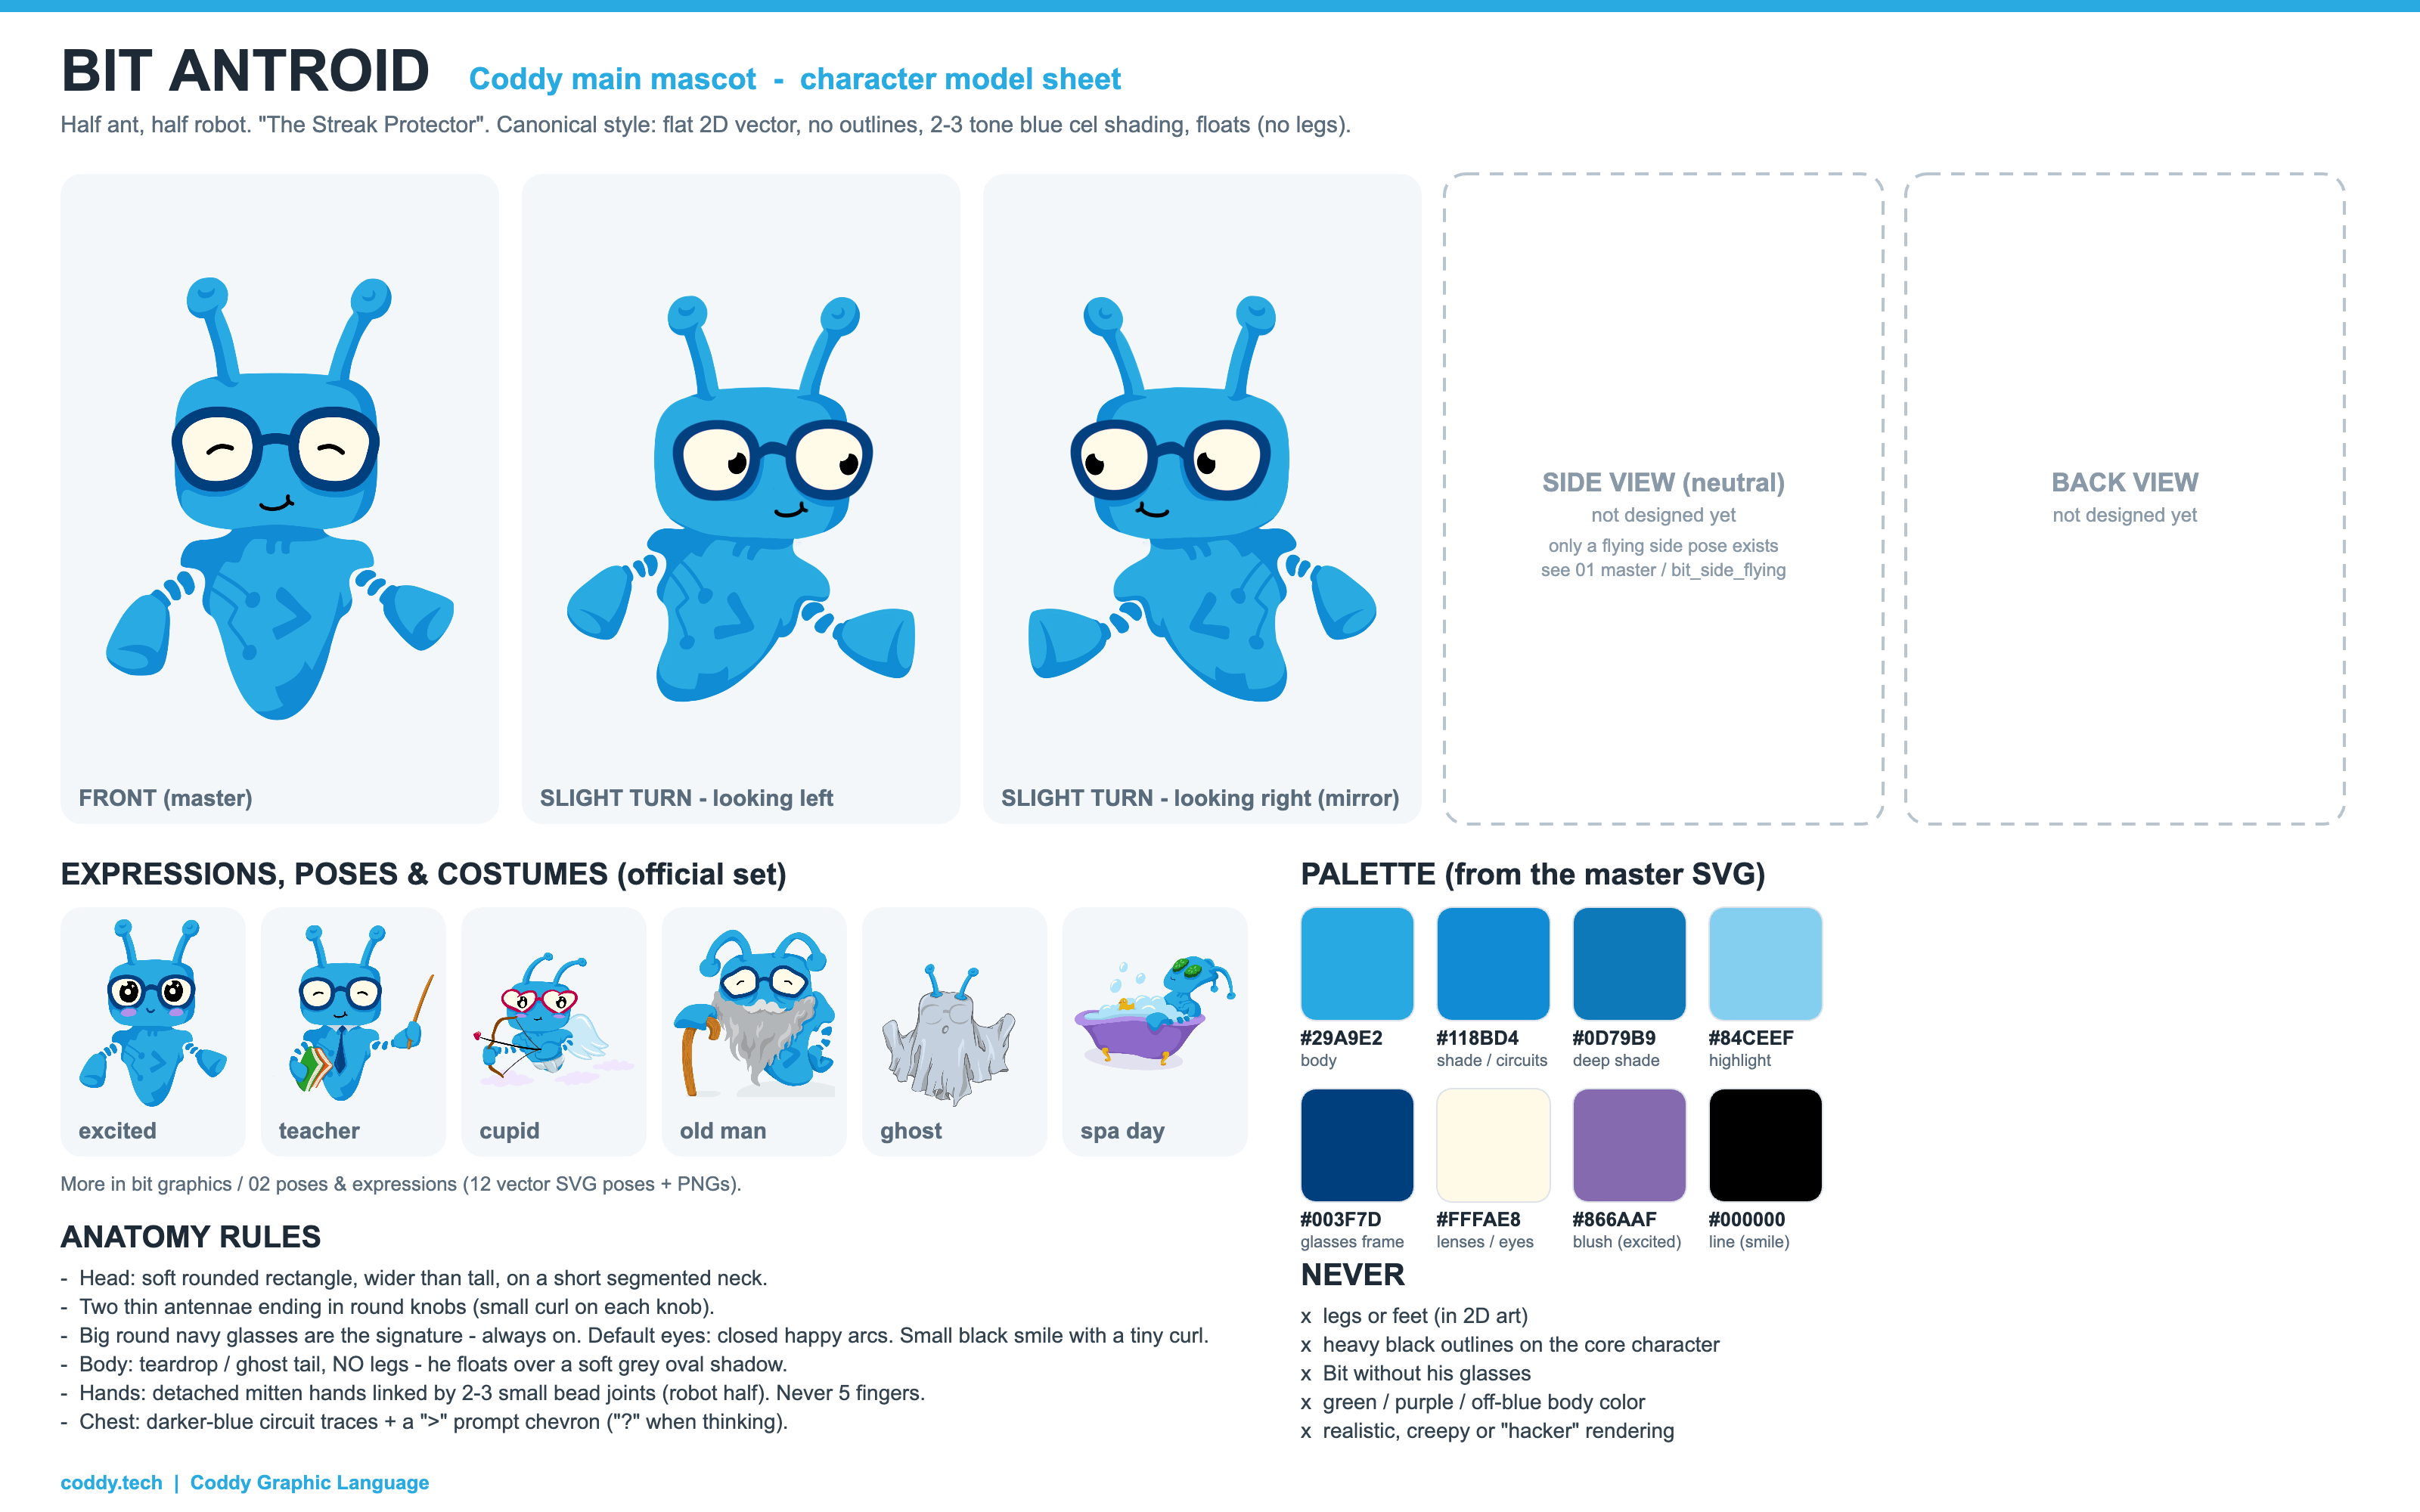 BIT ANTROID
Coddy main mascot - character model sheet
Half ant, half robot. "The Streak Protector". Canonical style: flat 2D vector, no outlines, 2-3 tone blue cel shading, floats (no legs).
FRONT (master)
SLIGHT TURN - looking left
SLIGHT TURN - looking right (mirror)
SIDE VIEW (neutral)
not designed yet
only a flying side pose exists
see 01 master / bit_side_flying
BACK VIEW
not designed yet
EXPRESSIONS, POSES & COSTUMES (official set)
excited
teacher
cupid
old man
ghost
spa day
More in bit graphics / 02 poses & expressions (12 vector SVG poses + PNGs).
ANATOMY RULES
- Head: soft rounded rectangle, wider than tall, on a short segmented neck.
- Two thin antennae ending in round knobs (small curl on each knob).
- Big round navy glasses are the signature - always on. Default eyes: closed happy arcs. Small black smile with a tiny curl.
- Body: teardrop / ghost tail, NO legs - he floats over a soft grey oval shadow.
- Hands: detached mitten hands linked by 2-3 small bead joints (robot half). Never 5 fingers.
- Chest: darker-blue circuit traces + a ">" prompt chevron ("?" when thinking).
PALETTE (from the master SVG)
#29A9E2
body
#118BD4
shade / circuits
#0D79B9
deep shade
#84CEEF
highlight
#003F7D
glasses frame
#FFFAE8
lenses / eyes
#866AAF
blush (excited)
#000000
line (smile)
NEVER
x legs or feet (in 2D art)
x heavy black outlines on the core character
x Bit without his glasses
x green / purple / off-blue body color
x realistic, creepy or "hacker" rendering
coddy.tech | Coddy Graphic Language